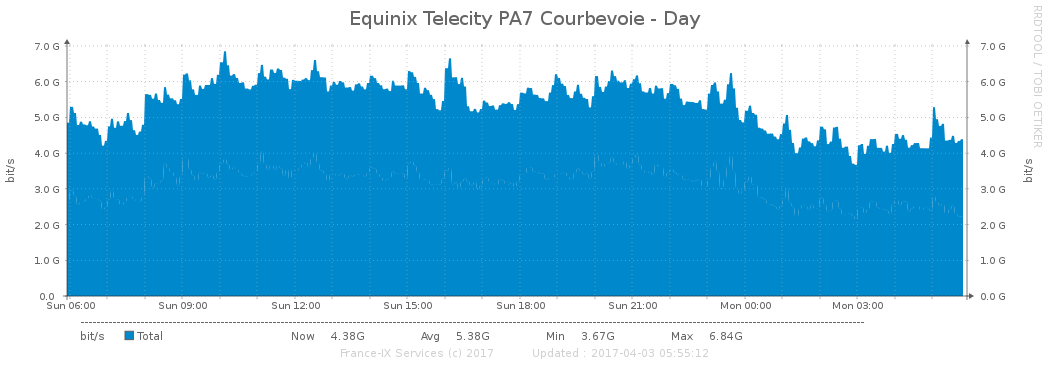 Equinix Telecity PA7 Courbevoie - Day
RRDTOOL / TOBI OETIKER
7.0 G 7.0 G
6.0 G 6.0 G
5.0 G 5.0 G
4.0 G 4.0 G
3.0 G 3.0 G
2.0 G 2.0 G
1.0 G 1.0 G
0.0 0.0 G
bit/s
bit/s
Sun 06:00 Sun 09:00 Sun 12:00 Sun 15:00 Sun 18:00 Sun 21:00 Mon 00:00 Mon 03:00
bit/s Total Now 4.38G Avg 5.38G Min 3.67G Max 6.84G
France-IX Services (c) 2017 Updated : 2017-04-03 05:55:12